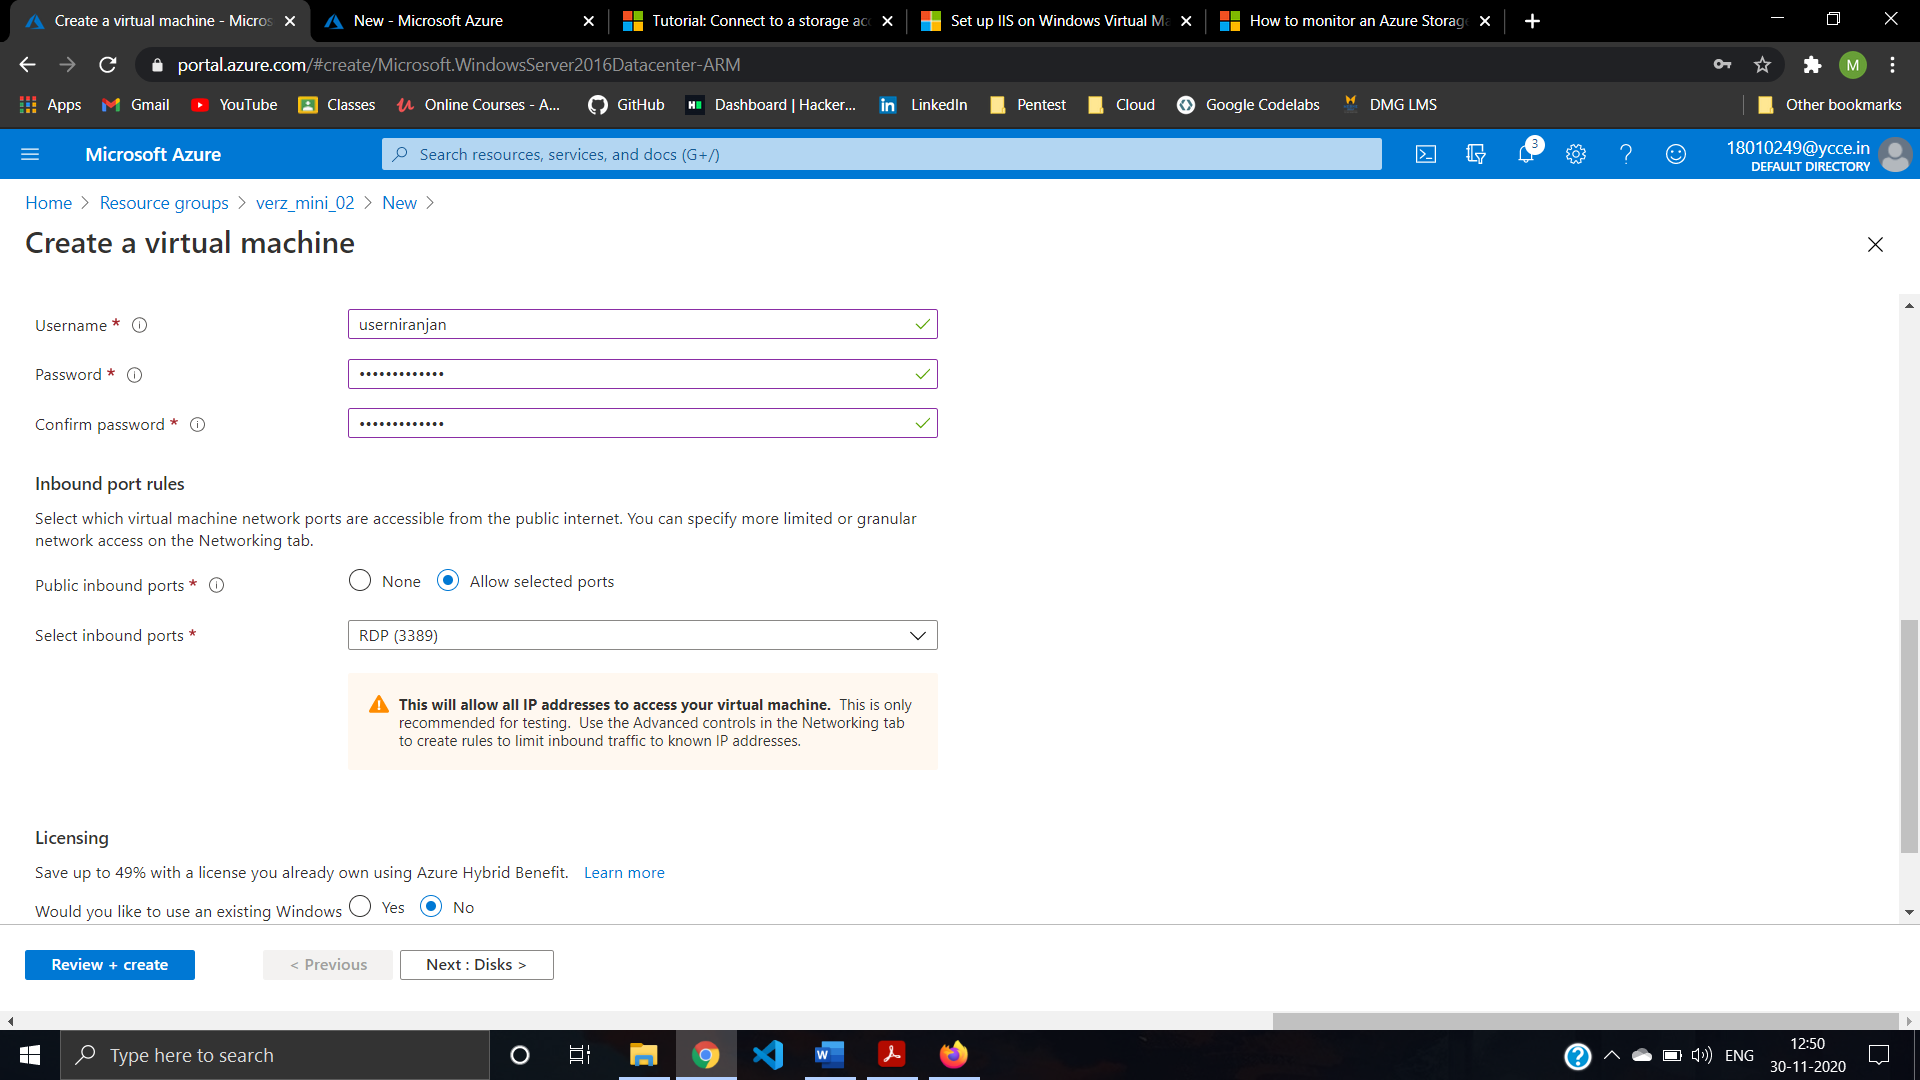 Create a virtual machine - Micros
New - Microsoft Azure
Tutorial: Connect to a storage acc
Set up IIS on Windows Virtual Ma
How to monitor an Azure Storage
portal.azure.com/#create/Microsoft.WindowsServer2016Datacenter-ARM
M
Apps
Gmail
YouTube
Classes
Online Courses - A...
GitHub
Dashboard | Hacker...
LinkedIn
Pentest
Cloud
Google Codelabs
DMG LMS
Other bookmarks
Microsoft Azure
Search resources, services, and docs (G+/)
3
18010249@ycce.in
DEFAULT DIRECTORY
Home > Resource groups > verz_mini_02 > New >
Create a virtual machine
Username *
userniranjan
Password *
•••••••••••••
Confirm password *
•••••••••••••
Inbound port rules
Select which virtual machine network ports are accessible from the public internet. You can specify more limited or granular
network access on the Networking tab.
Public inbound ports *
None
Allow selected ports
Select inbound ports *
RDP (3389)
This will allow all IP addresses to access your virtual machine. This is only
recommended for testing. Use the Advanced controls in the Networking tab
to create rules to limit inbound traffic to known IP addresses.
Licensing
Save up to 49% with a license you already own using Azure Hybrid Benefit. Learn more
Would you like to use an existing Windows
Yes
No
Review + create
< Previous
Next : Disks >
Type here to search
ENG
12:50
30-11-2020